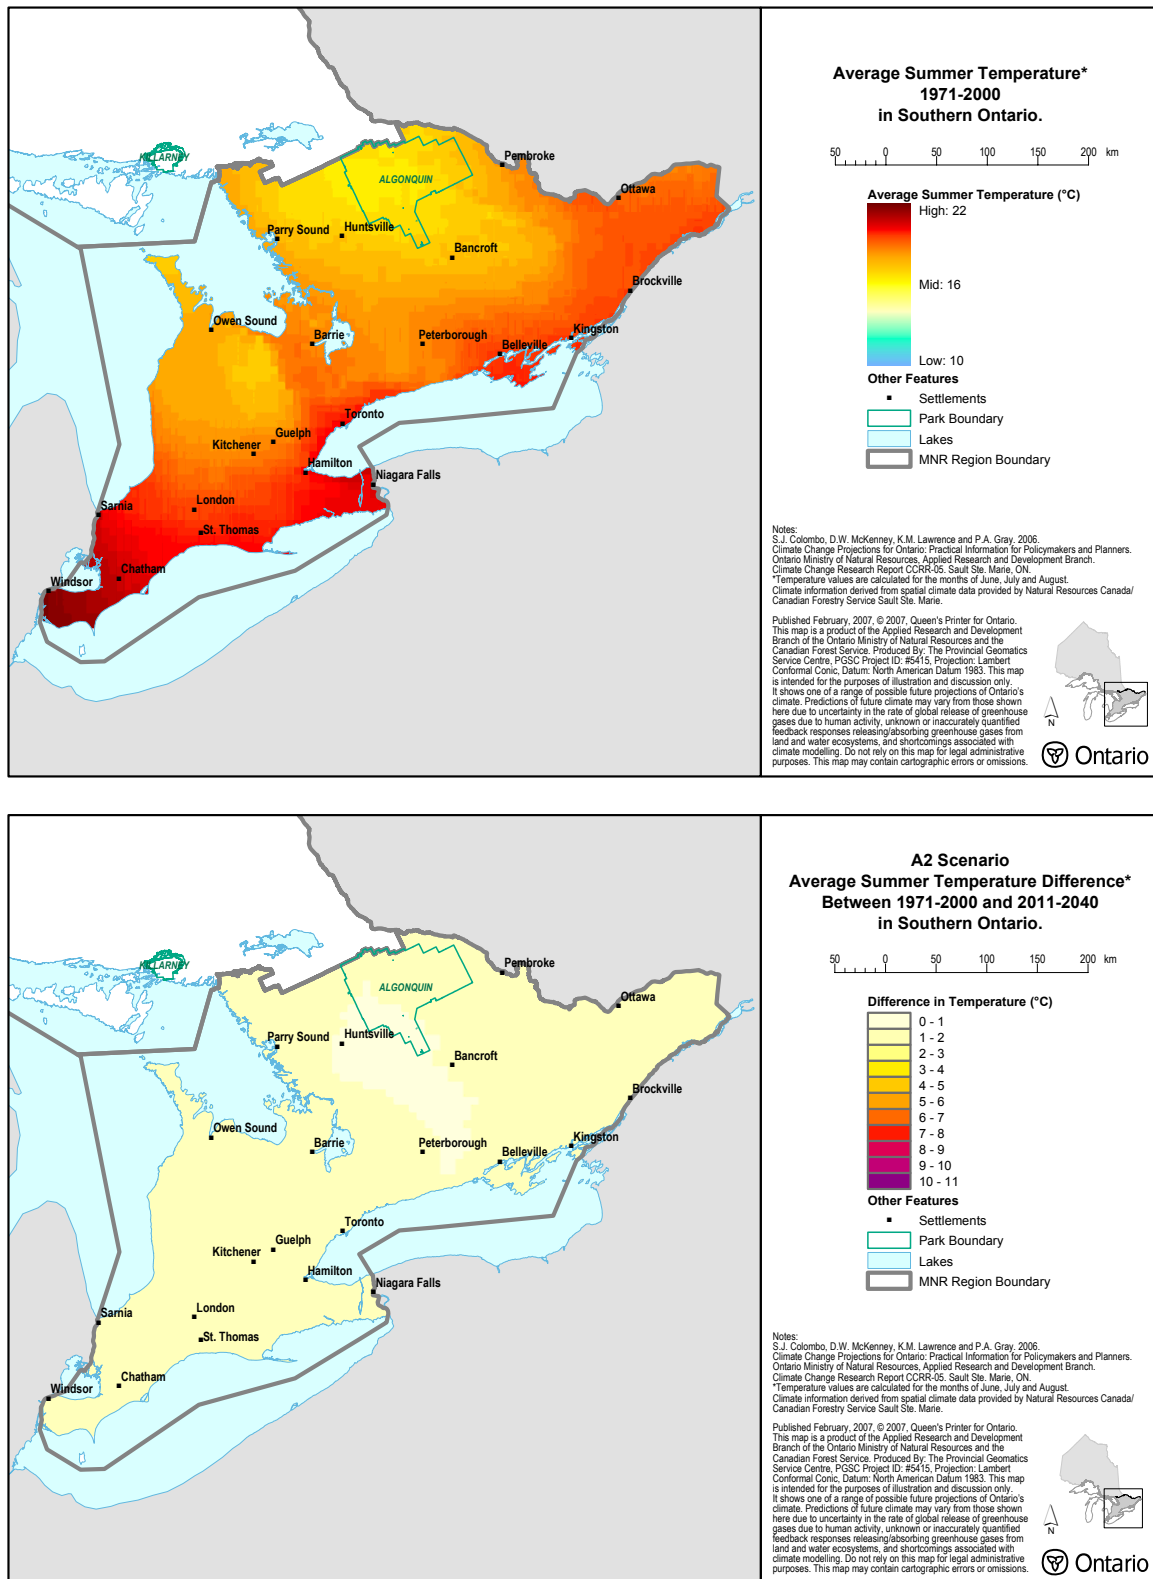 Average Summer Temperature*
1971-2000
in Southern Ontario.
50 0 50 100 150 200 km
Average Summer Temperature (°C)
High: 22
Mid: 16
Low: 10
Other Features
Settlements
Park Boundary
Lakes
MNR Region Boundary
Notes:
S.J. Colombo, D.W. McKenney, K.M. Lawrence and P.A. Gray. 2006.
Climate Change Projections for Ontario: Practical Information for Policymakers and Planners.
Ontario Ministry of Natural Resources, Applied Research and Development Branch.
Climate Change Research Report CCRR-05. Sault Ste. Marie, ON.
*Temperature values are calculated for the months of June, July and August.
Climate information derived from spatial climate data provided by Natural Resources Canada/
Canadian Forestry Service Sault Ste. Marie.
Published February, 2007, © 2007, Queen's Printer for Ontario.
This map is a product of the Applied Research and Development
Branch of the Ontario Ministry of Natural Resources and the
Canadian Forest Service. Produced By: The Provincial Geomatics
Service Centre, PGSC Project ID: #5415, Projection: Lambert
Conformal Conic, Datum: North American Datum 1983. This map
is intended for the purposes of illustration and discussion only.
It shows one of a range of possible future projections of Ontario's
climate. Predictions of future climate may vary from those shown
here due to uncertainty in the rate of global release of greenhouse
gases due to human activity, unknown or inaccurately quantified
feedback responses releasing/absorbing greenhouse gases from
land and water ecosystems, and shortcomings associated with
climate modelling. Do not rely on this map for legal administrative
purposes. This map may contain cartographic errors or omissions.
N
Ontario
KILLARNEY
ALGONQUIN
Pembroke
Ottawa
Parry Sound
Huntsville
Bancroft
Brockville
Owen Sound
Barrie
Peterborough
Kingston
Belleville
Toronto
Guelph
Kitchener
Hamilton
Niagara Falls
Sarnia
London
St. Thomas
Chatham
Windsor
A2 Scenario
Average Summer Temperature Difference*
Between 1971-2000 and 2011-2040
in Southern Ontario.
50 0 50 100 150 200 km
Difference in Temperature (°C)
0 - 1
1 - 2
2 - 3
3 - 4
4 - 5
5 - 6
6 - 7
7 - 8
8 - 9
9 - 10
10 - 11
Other Features
Settlements
Park Boundary
Lakes
MNR Region Boundary
Notes:
S.J. Colombo, D.W. McKenney, K.M. Lawrence and P.A. Gray. 2006.
Climate Change Projections for Ontario: Practical Information for Policymakers and Planners.
Ontario Ministry of Natural Resources, Applied Research and Development Branch.
Climate Change Research Report CCRR-05. Sault Ste. Marie, ON.
*Temperature values are calculated for the months of June, July and August.
Climate information derived from spatial climate data provided by Natural Resources Canada/
Canadian Forestry Service Sault Ste. Marie.
Published February, 2007, © 2007, Queen's Printer for Ontario.
This map is a product of the Applied Research and Development
Branch of the Ontario Ministry of Natural Resources and the
Canadian Forest Service. Produced By: The Provincial Geomatics
Service Centre, PGSC Project ID: #5415, Projection: Lambert
Conformal Conic, Datum: North American Datum 1983. This map
is intended for the purposes of illustration and discussion only.
It shows one of a range of possible future projections of Ontario's
climate. Predictions of future climate may vary from those shown
here due to uncertainty in the rate of global release of greenhouse
gases due to human activity, unknown or inaccurately quantified
feedback responses releasing/absorbing greenhouse gases from
land and water ecosystems, and shortcomings associated with
climate modelling. Do not rely on this map for legal administrative
purposes. This map may contain cartographic errors or omissions.
N
Ontario
KILLARNEY
ALGONQUIN
Pembroke
Ottawa
Parry Sound
Huntsville
Bancroft
Brockville
Owen Sound
Barrie
Peterborough
Kingston
Belleville
Toronto
Guelph
Kitchener
Hamilton
Niagara Falls
Sarnia
London
St. Thomas
Chatham
Windsor